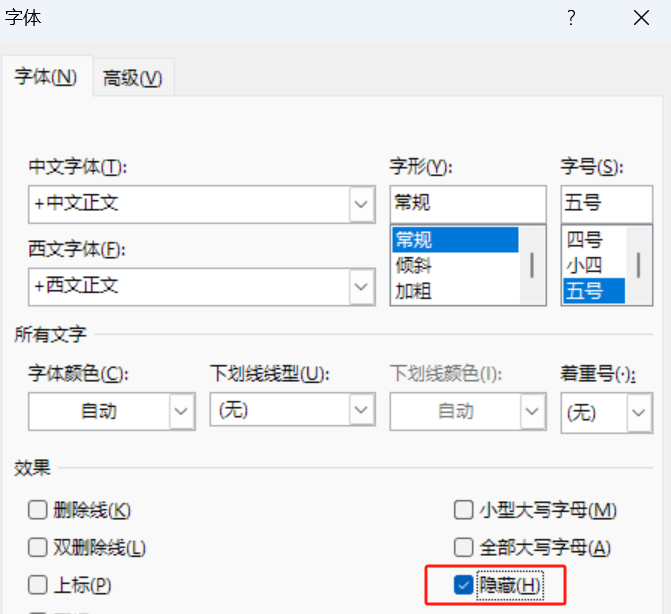 字体 ?
字体(N) 高级(V)
中文字体(T): 字形(Y): 字号(S):
+中文正文 常规 五号
常规 四号
西文字体(F): 倾斜 小四
+西文正文 加粗 五号
所有文字
字体颜色(C): 下划线线型(U): 下划线颜色(I): 着重号(·):
自动 (无) 自动 (无)
效果
删除线(K) 小型大写字母(M)
双删除线(L) 全部大写字母(A)
上标(P) 隐藏(H)